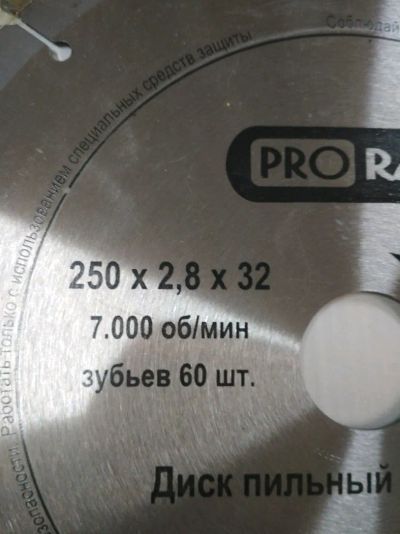 Соблюдай
Работать только с использованием специальных средств защиты
PRO
250 x 2,8 x 32
7.000 об/мин
зубьев 60 шт.
Диск пильный